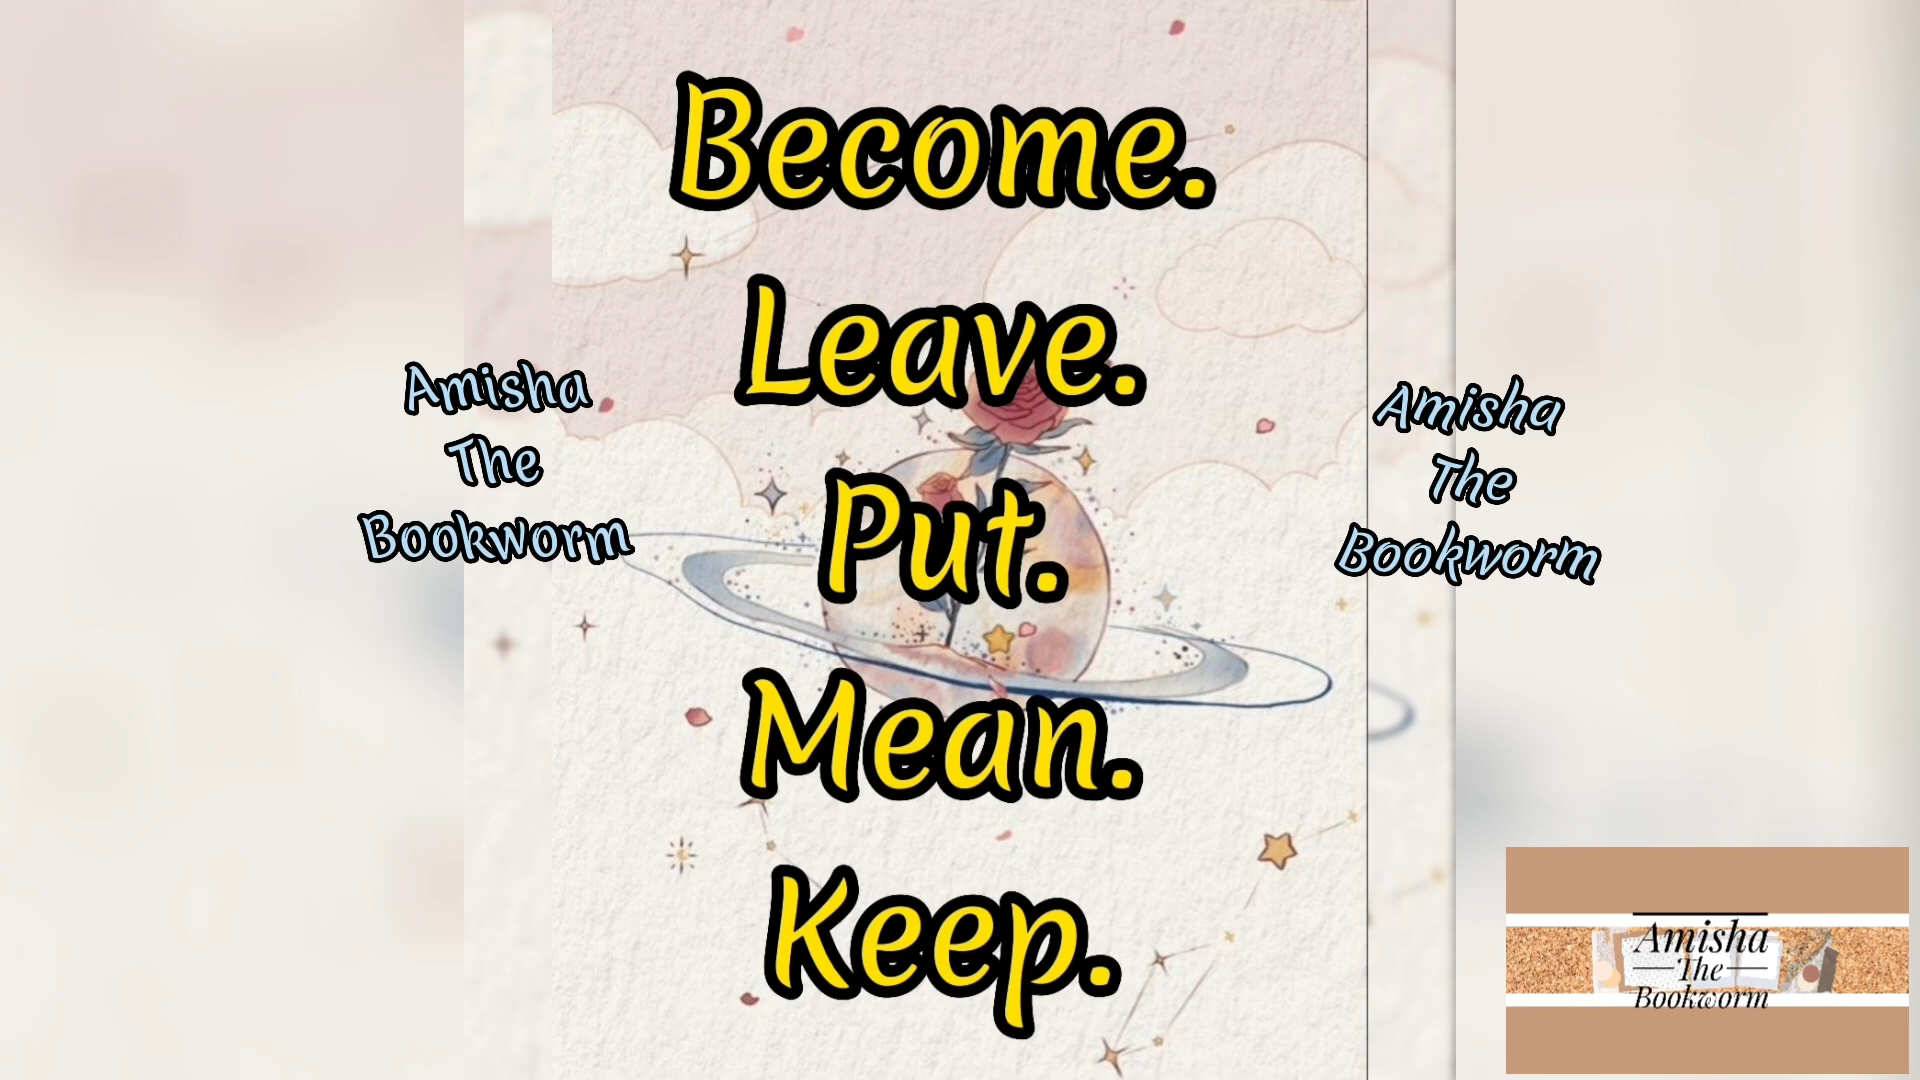 Become.
Leave.
Put.
Mean.
Keep.
Amisha
The
Bookworm
Amisha
The
Bookworm
Amisha
The
Bookworm